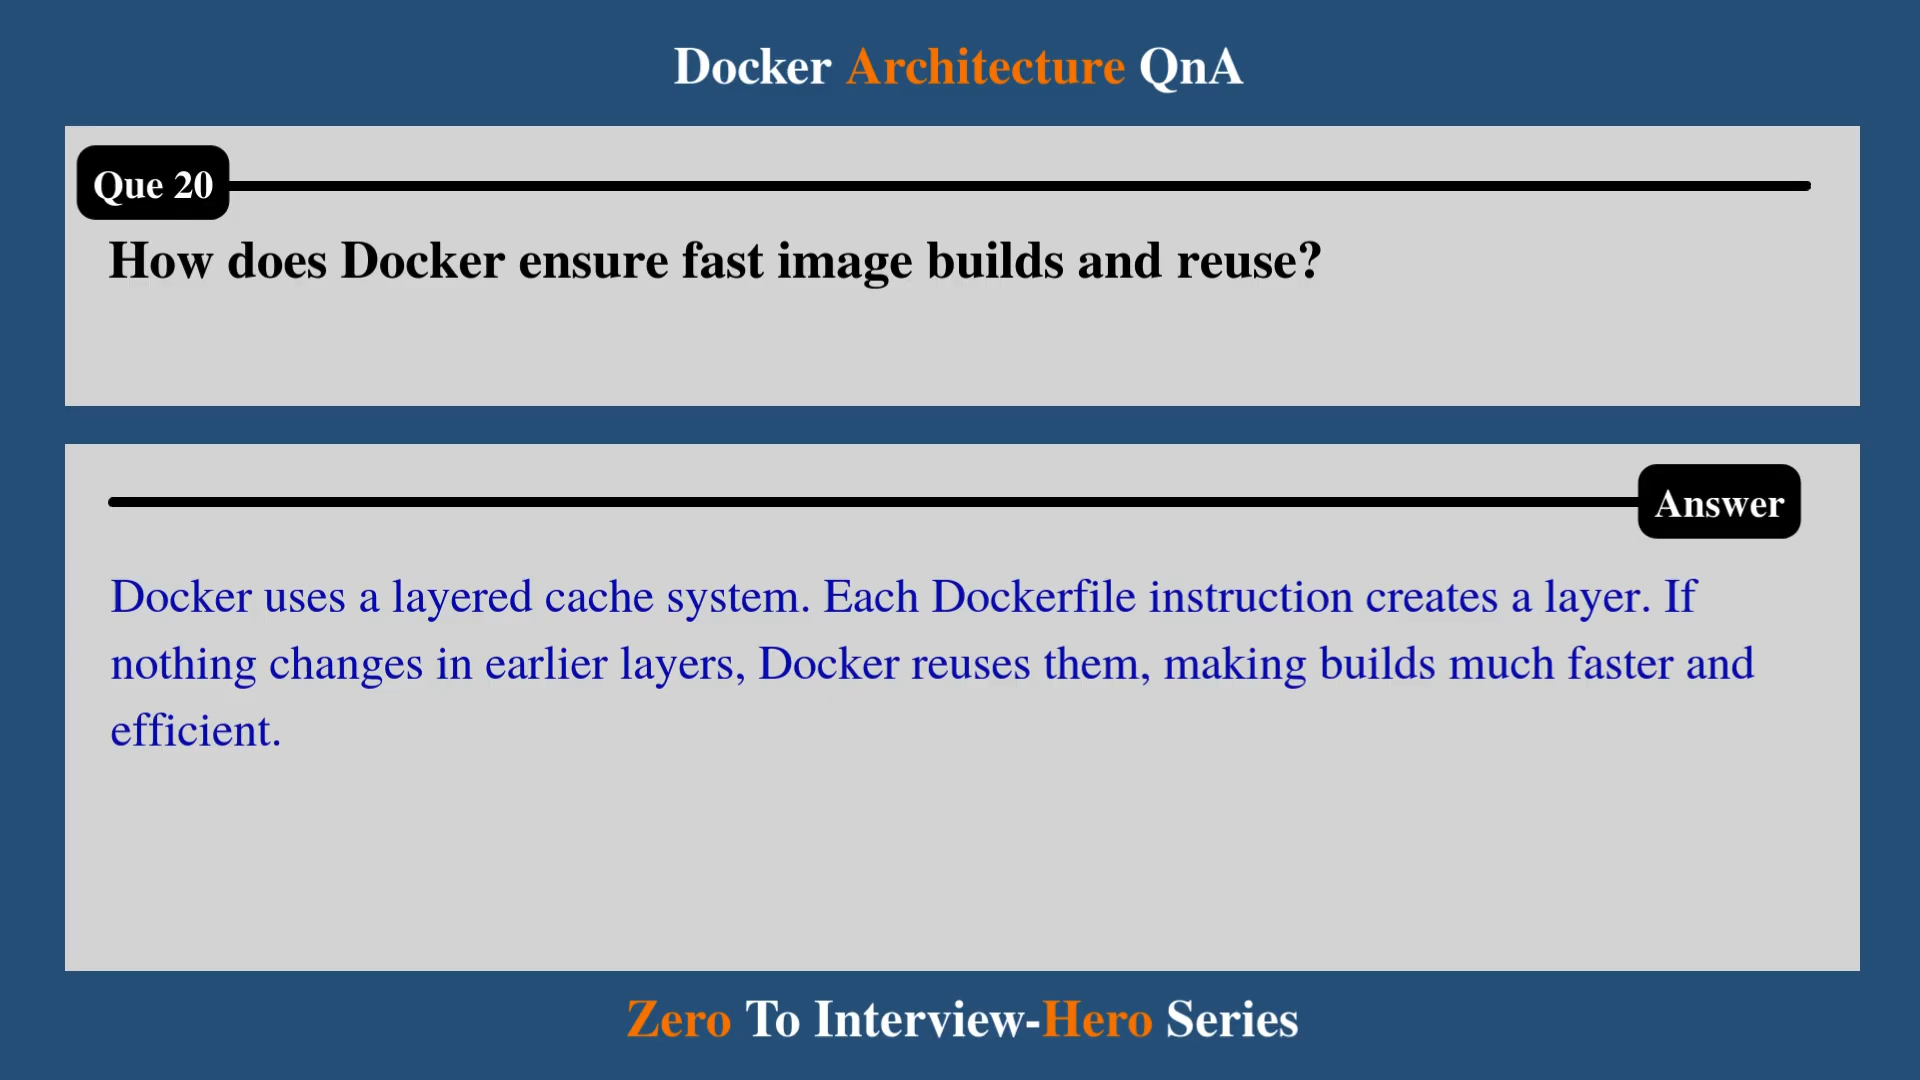 Docker Architecture QnA
Que 20
How does Docker ensure fast image builds and reuse?
Answer
Docker uses a layered cache system. Each Dockerfile instruction creates a layer. If
nothing changes in earlier layers, Docker reuses them, making builds much faster and
efficient.
Zero To Interview-Hero Series